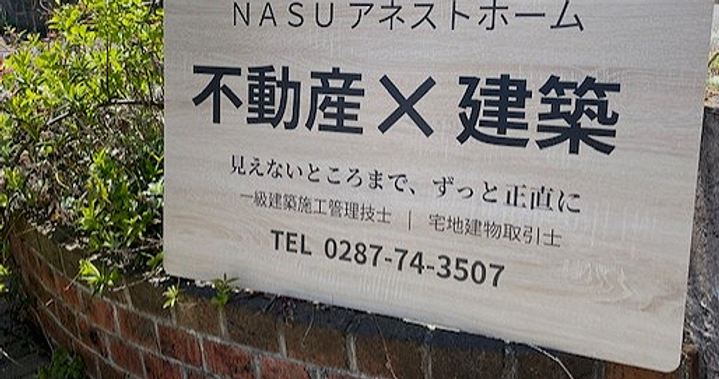 NASUアネストホーム
不動産×建築
見えないところまで、ずっと正直に
一級建築施工管理技士 | 宅地建物取引士
TEL 0287-74-3507